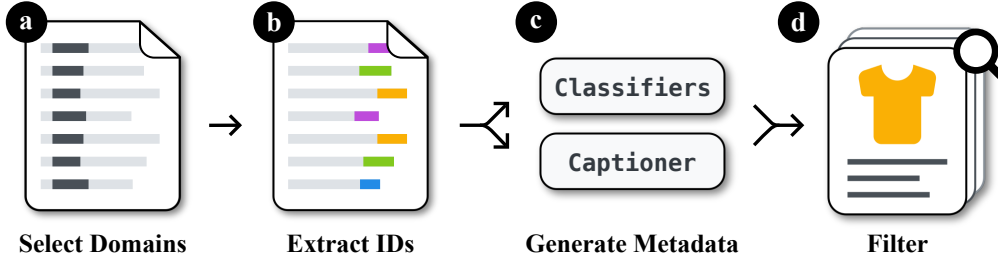 a
b
c
d
Classifiers
Captioner
Select Domains
Extract IDs
Generate Metadata
Filter